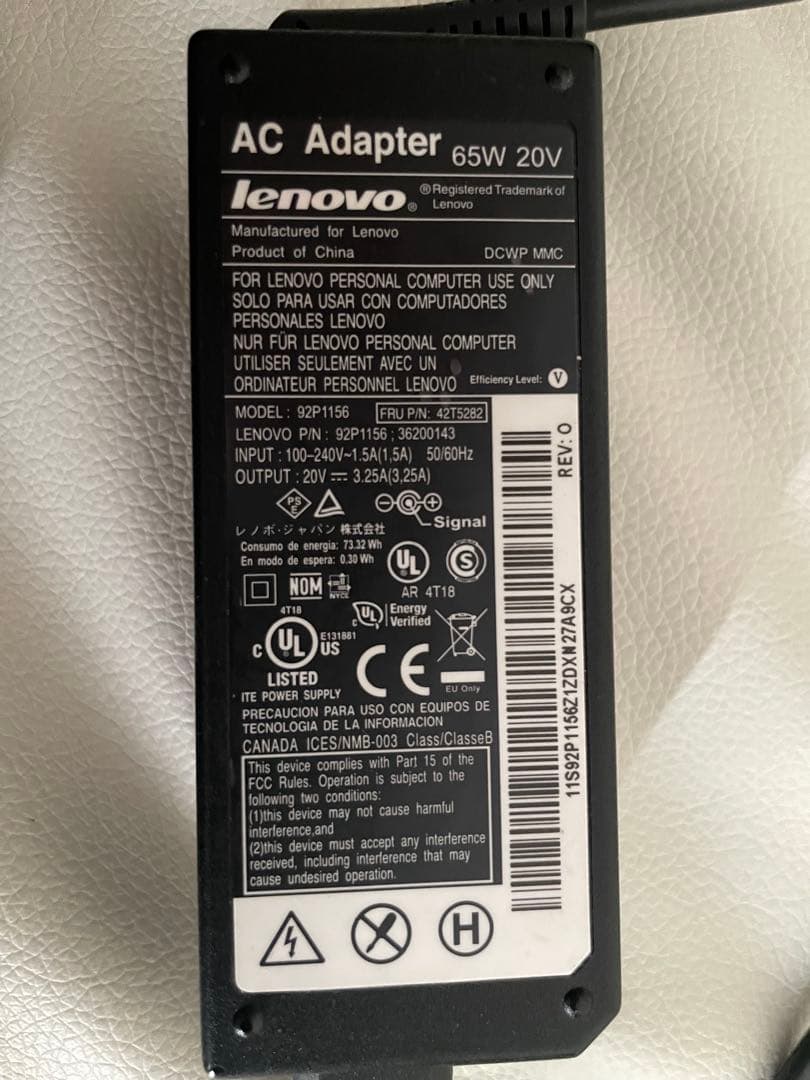 AC Adapter 65W 20V
lenovo® ®Registered Trademark of
Lenovo
Manufactured for Lenovo
Product of China DCWP MMC
FOR LENOVO PERSONAL COMPUTER USE ONLY
SOLO PARA USAR CON COMPUTADORES
PERSONALES LENOVO
NUR FÜR LENOVO PERSONAL COMPUTER
UTILISER SEULEMENT AVEC UN
ORDINATEUR PERSONNEL LENOVO Efficiency Level: V
MODEL : 92P1156 FRU P/N: 42T5282
LENOVO P/N : 92P1156 ; 36200143
INPUT : 100-240V~1.5A(1,5A) 50/60Hz
OUTPUT : 20V ⎓ 3.25A(3,25A)
PS
E
Signal
レノボ・ジャパン 株式会社
Consumo de energia: 73.32 Wh
En modo de espera: 0.30 Wh
UL S
AR 4T18
NOM NYCE
4T18
c UL Energy
Verified
c UL US E131881
LISTED
ITE POWER SUPPLY
CE
EU Only
PRECAUCION PARA USO CON EQUIPOS DE
TECNOLOGIA DE LA INFORMACION
CANADA ICES/NMB-003 Class/ClasseB
This device complies with Part 15 of the
FCC Rules. Operation is subject to the
following two conditions:
(1)this device may not cause harmful
interference,and
(2)this device must accept any interference
received, including interference that may
cause undesired operation.
H
REV: O
11S92P1156Z1ZDXN27A9CX